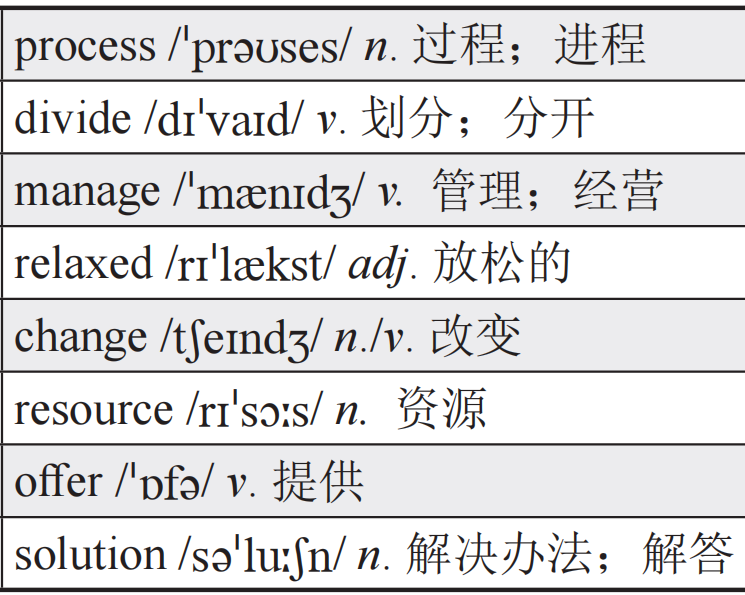 process /ˈprəʊses/ n. 过程；进程
divide /dɪˈvaɪd/ v. 划分；分开
manage /ˈmænɪdʒ/ v. 管理；经营
relaxed /rɪˈlækst/ adj. 放松的
change /tʃeɪndʒ/ n./v. 改变
resource /rɪˈsɔːs/ n. 资源
offer /ˈɒfə/ v. 提供
solution /səˈluːʃn/ n. 解决办法；解答